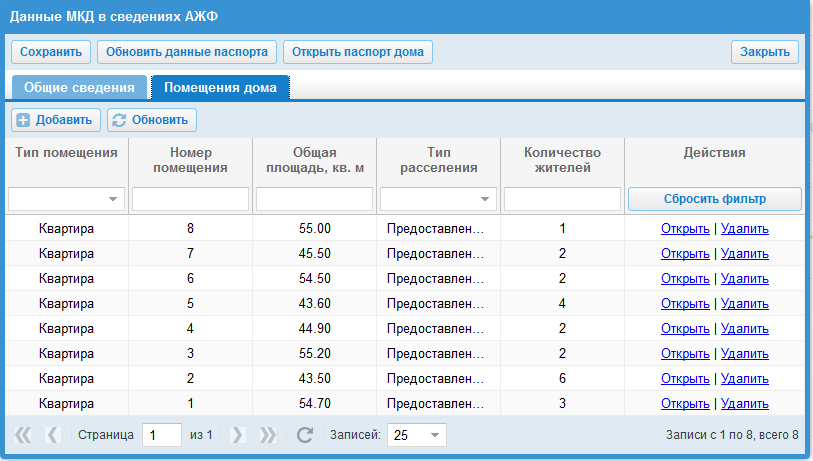 Данные МКД в сведениях АЖФ
Сохранить Обновить данные паспорта Открыть паспорт дома Закрыть
Общие сведения Помещения дома
Добавить Обновить
Тип помещения Номер помещения Общая площадь, кв. м Тип расселения Количество жителей Действия
Сбросить фильтр
Квартира 8 55.00 Предоставлен… 1 Открыть | Удалить
Квартира 7 45.50 Предоставлен… 2 Открыть | Удалить
Квартира 6 54.50 Предоставлен… 2 Открыть | Удалить
Квартира 5 43.60 Предоставлен… 4 Открыть | Удалить
Квартира 4 44.90 Предоставлен… 2 Открыть | Удалить
Квартира 3 55.20 Предоставлен… 2 Открыть | Удалить
Квартира 2 43.50 Предоставлен… 6 Открыть | Удалить
Квартира 1 54.70 Предоставлен… 3 Открыть | Удалить
Страница 1 из 1 Записей: 25 Записи с 1 по 8, всего 8